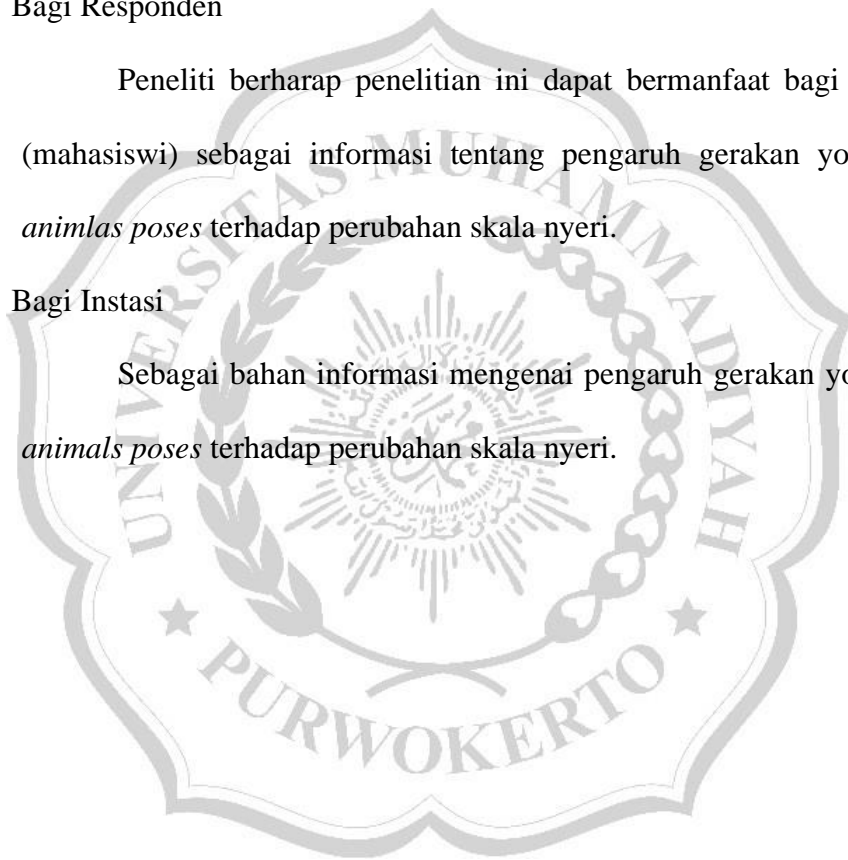 Bagi Responden
Peneliti berharap penelitian ini dapat bermanfaat bagi
(mahasiswi) sebagai informasi tentang pengaruh gerakan yo
animlas poses terhadap perubahan skala nyeri.
Bagi Instasi
Sebagai bahan informasi mengenai pengaruh gerakan yo
animals poses terhadap perubahan skala nyeri.
UNIVERSITAS MUHAMMADIYAH
PURWOKERTO